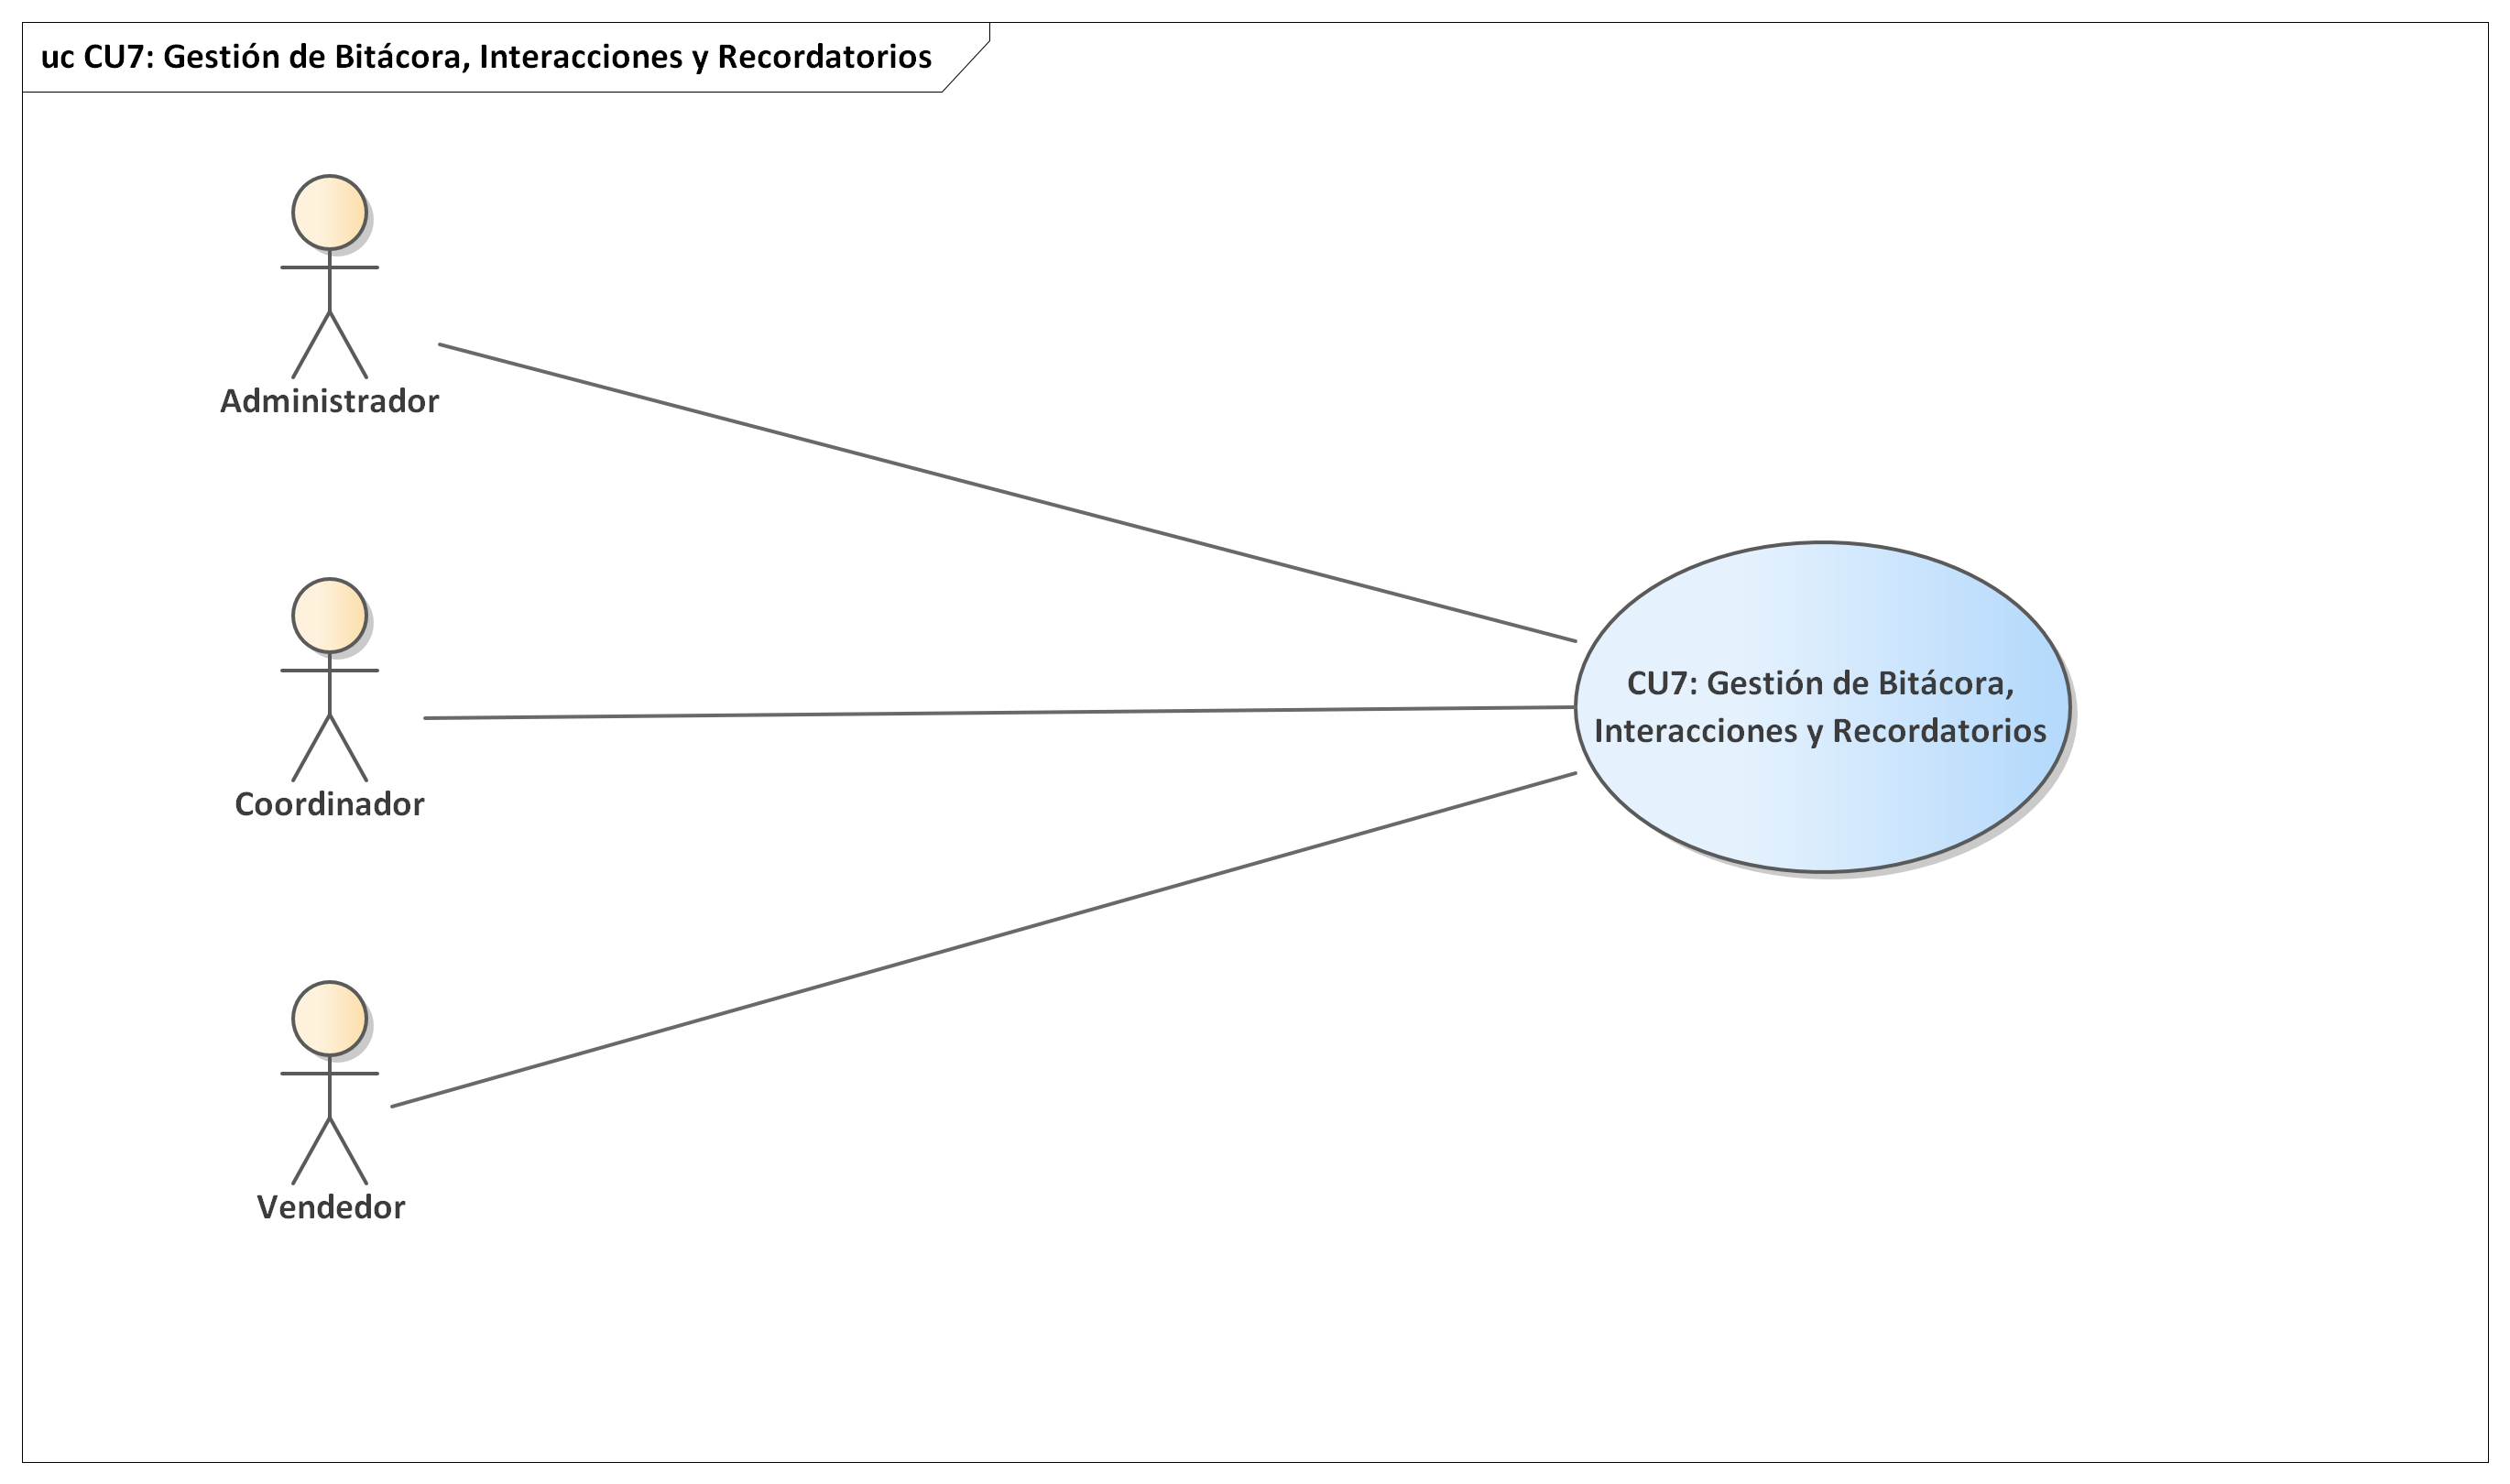 uc CU7: Gestión de Bitácora, Interacciones y Recordatorios
Administrador
CU7: Gestión de Bitácora,
Interacciones y Recordatorios
Coordinador
Vendedor